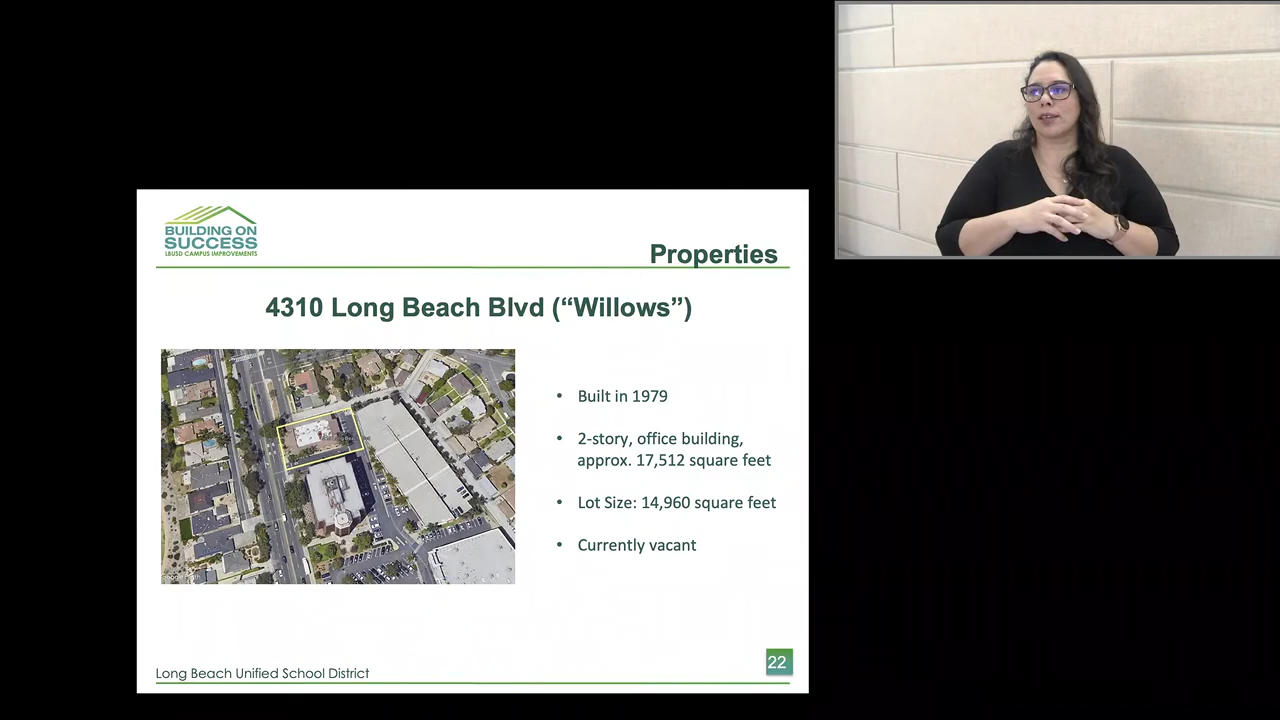 BUILDING ON
SUCCESS
LBUSD CAMPUS IMPROVEMENTS
Properties
4310 Long Beach Blvd (“Willows”)
• Built in 1979
• 2-story, office building,
approx. 17,512 square feet
• Lot Size: 14,960 square feet
• Currently vacant
Long Beach Unified School District
22